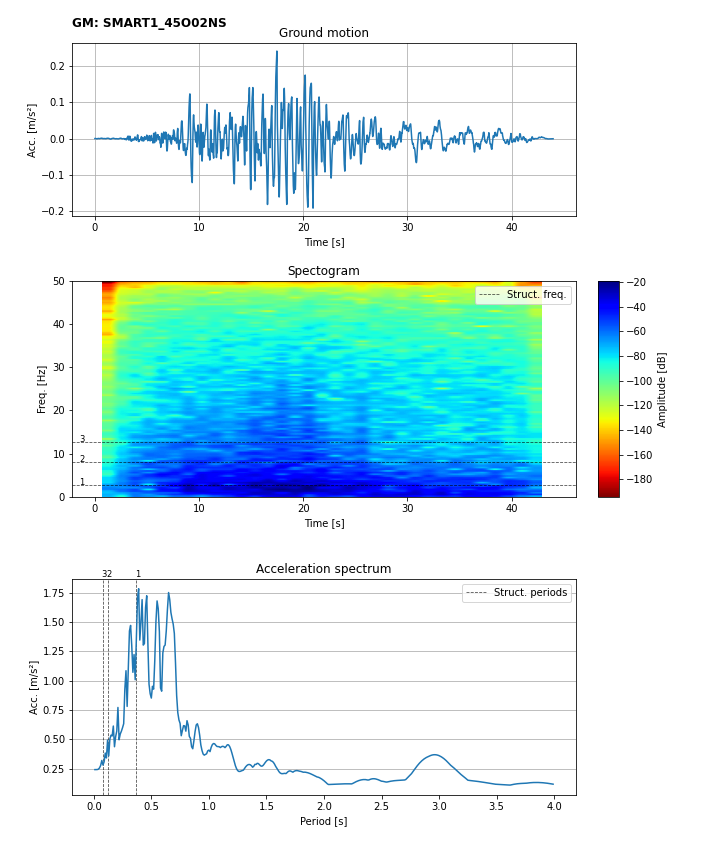 GM: SMART1_45O02NS
Ground motion
0.2
0.1
0.0
−0.1
−0.2
Acc. [m/s²]
0 10 20 30 40
Time [s]
Spectogram
50
40
30
20
10
0
Freq. [Hz]
Struct. freq.
3
2
1
0 10 20 30 40
Time [s]
−20
−40
−60
−80
−100
−120
−140
−160
−180
Amplitude [dB]
Acceleration spectrum
32 1
Struct. periods
1.75
1.50
1.25
1.00
0.75
0.50
0.25
Acc. [m/s²]
0.0 0.5 1.0 1.5 2.0 2.5 3.0 3.5 4.0
Period [s]